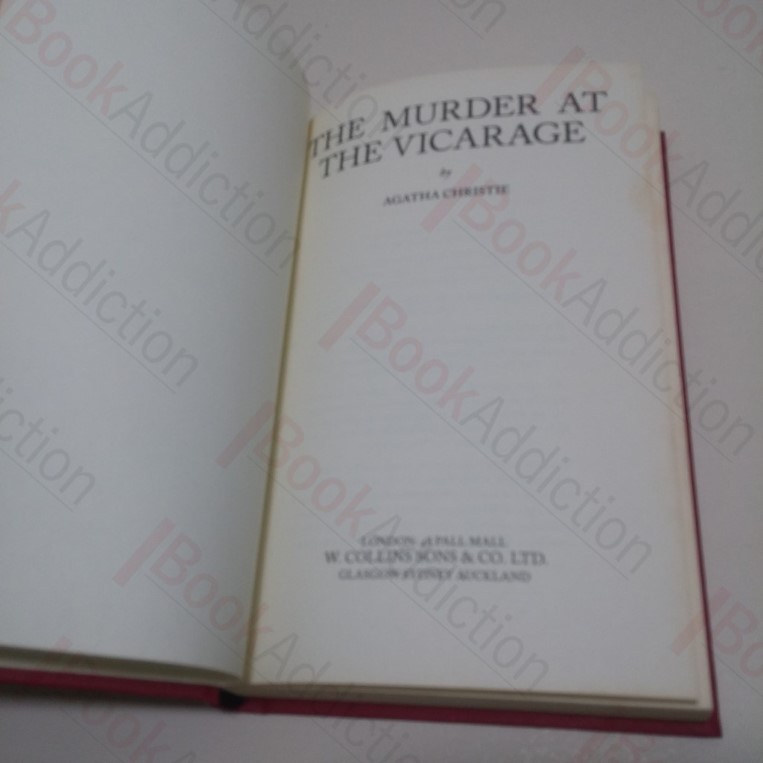 THE MURDER AT
THE VICARAGE
by
AGATHA CHRISTIE
LONDON 48 PALL MALL
W. COLLINS SONS & CO. LTD.
GLASGOW SYDNEY AUCKLAND
BookAddiction